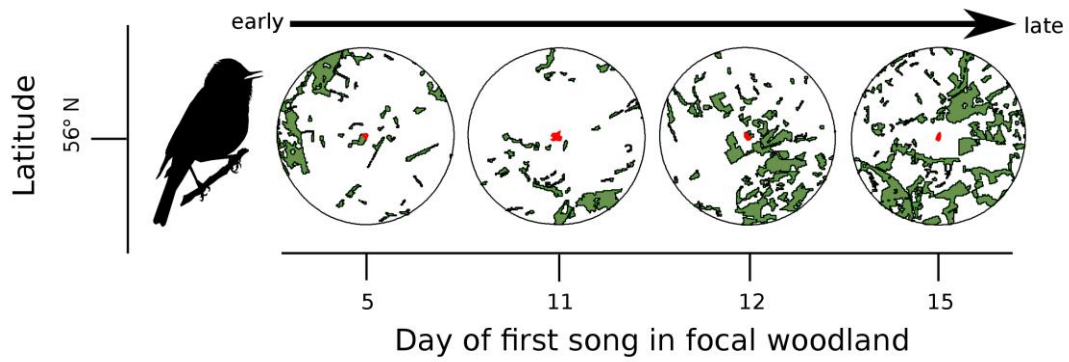 early
late
Latitude
56° N
5
11
12
15
Day of first song in focal woodland